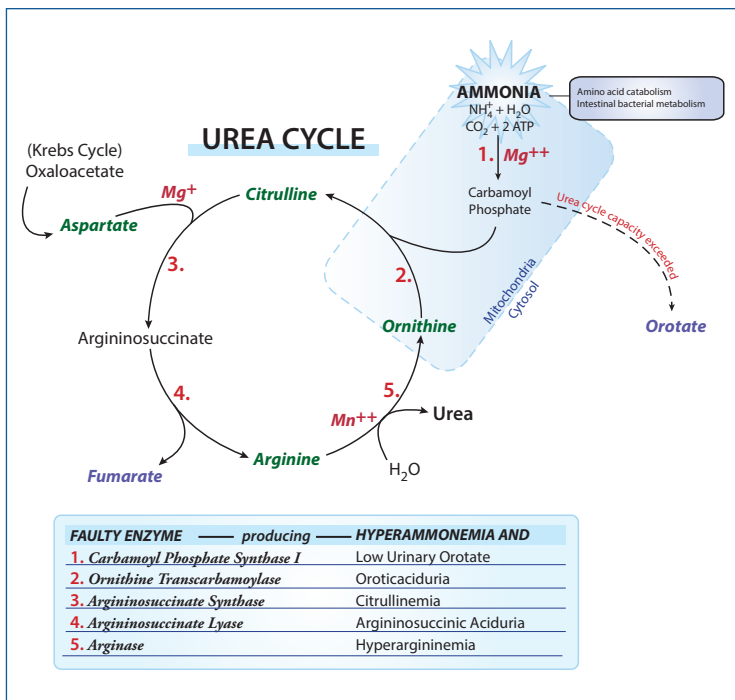 AMMONIA
NH4+ + H2O
CO2 + 2 ATP
Amino acid catabolism
Intestinal bacterial metabolism
UREA CYCLE
1. Mg++
(Krebs Cycle)
Oxaloacetate
Carbamoyl
Phosphate
Urea cycle capacity exceeded
Mg+
Citrulline
Aspartate
3.
2.
Mitochondria
Cytosol
Argininosuccinate
Ornithine
Orotate
4.
5.
Mn++
Urea
Arginine
H2O
Fumarate
FAULTY ENZYME producing HYPERAMMONEMIA AND
1. Carbamoyl Phosphate Synthase I Low Urinary Orotate
2. Ornithine Transcarbamoylase Oroticaciduria
3. Argininosuccinate Synthase Citrullinemia
4. Argininosuccinate Lyase Argininosuccinic Aciduria
5. Arginase Hyperargininemia